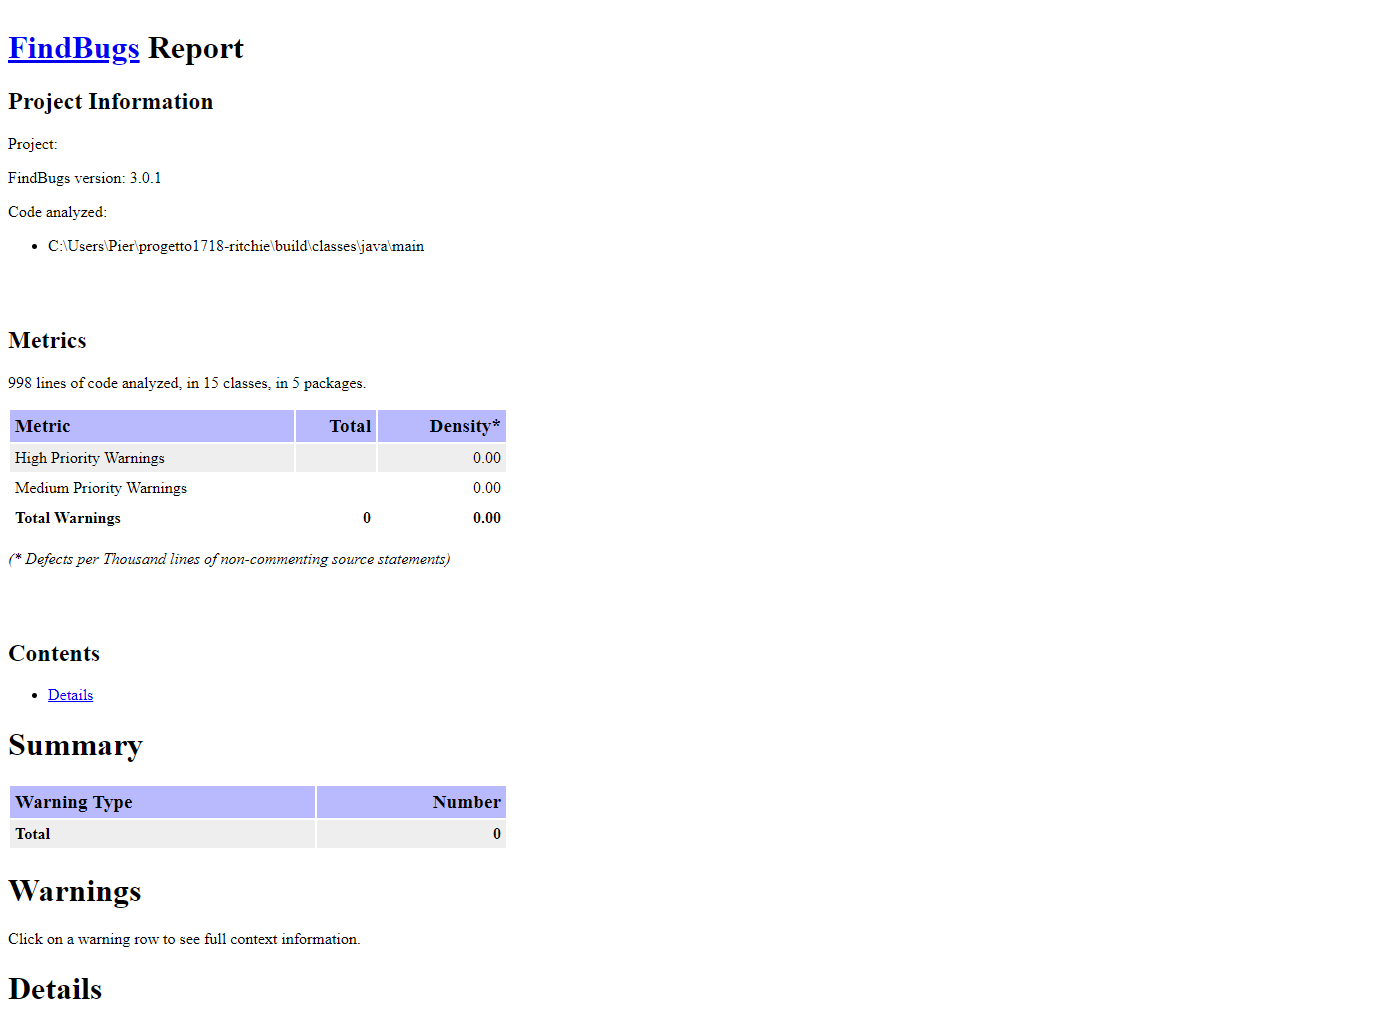 FindBugs Report
Project Information
Project:
FindBugs version: 3.0.1
Code analyzed:
• C:\Users\Pier\progetto1718-ritchie\build\classes\java\main
Metrics
998 lines of code analyzed, in 15 classes, in 5 packages.
Metric Total Density*
High Priority Warnings 0.00
Medium Priority Warnings 0.00
Total Warnings 0 0.00
(* Defects per Thousand lines of non-commenting source statements)
Contents
• Details
Summary
Warning Type Number
Total 0
Warnings
Click on a warning row to see full context information.
Details